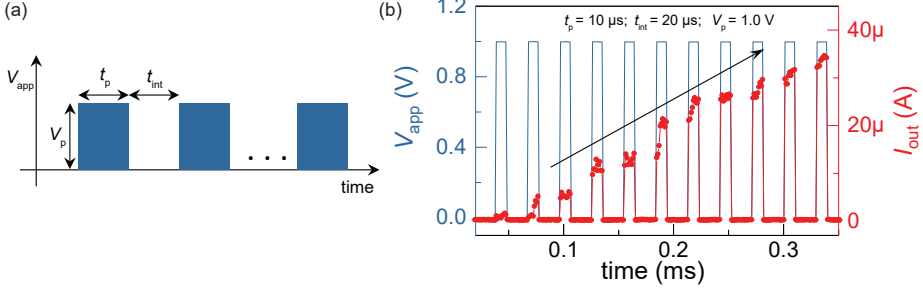 (a)
V_app
t_p
t_int
V_p
. . .
time
(b)
t_p = 10 µs; t_int = 20 µs; V_p = 1.0 V
1.2
0.8
0.4
0.0
V_app (V)
40µ
20µ
0
I_out (A)
0.1
0.2
0.3
time (ms)